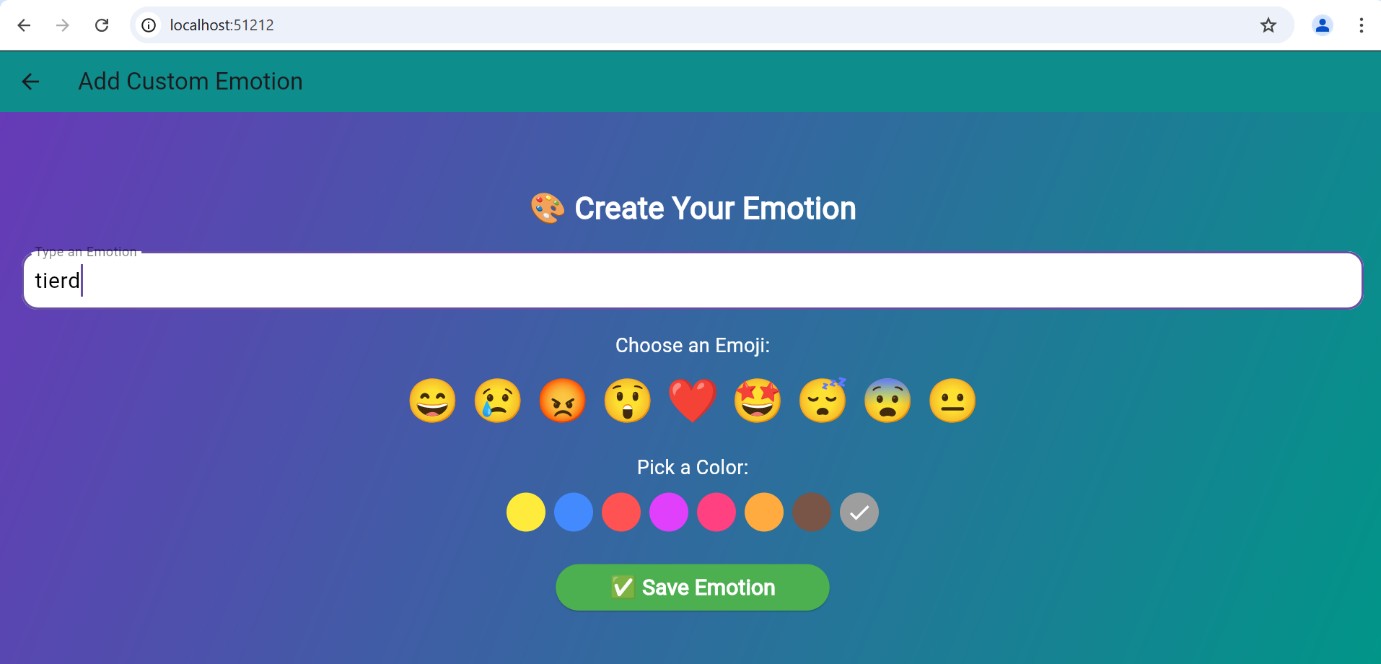 localhost:51212
Add Custom Emotion
🎨 Create Your Emotion
Type an Emotion
tierd
Choose an Emoji:
Pick a Color:
✅ Save Emotion